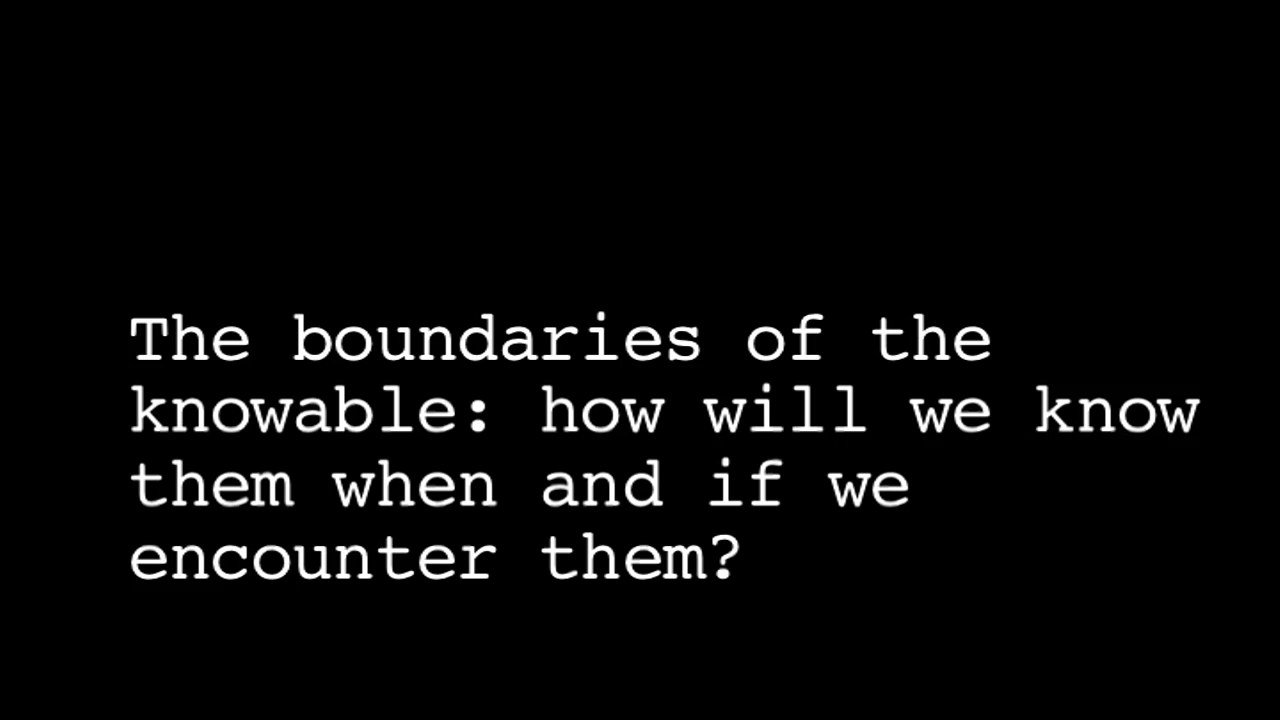 The boundaries of the
knowable: how will we know
them when and if we
encounter them?